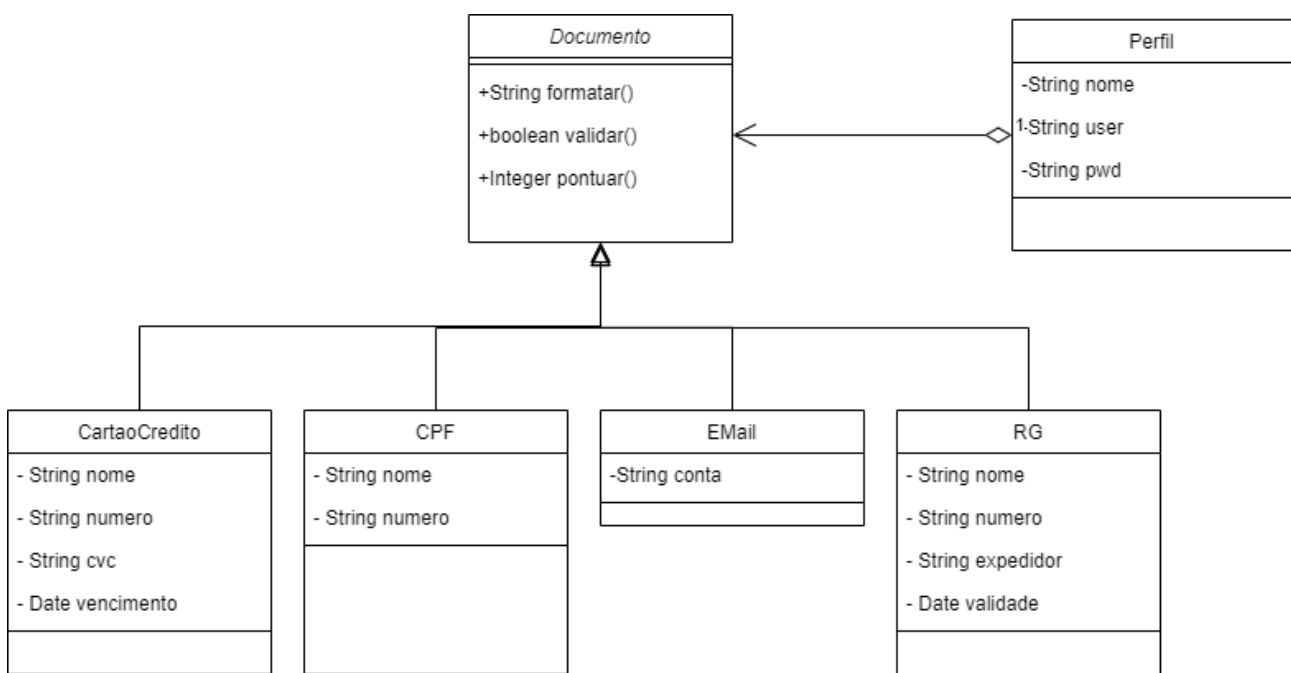 Documento
+String formatar()
+boolean validar()
+Integer pontuar()
Perfil
-String nome
1
-String user
-String pwd
CartaoCredito
- String nome
- String numero
- String cvc
- Date vencimento
CPF
- String nome
- String numero
EMail
-String conta
RG
- String nome
- String numero
- String expedidor
- Date validade